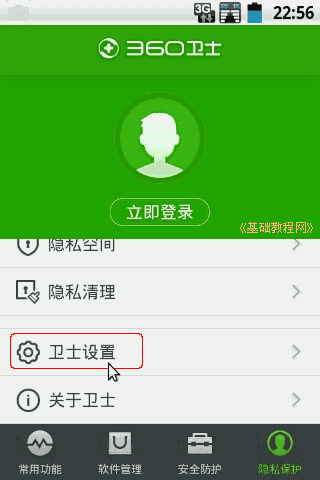 3G
22:56
360卫士
立即登录
《基础教程网》
隐私空间
隐私清理
卫士设置
关于卫士
常用功能
软件管理
安全防护
隐私保护